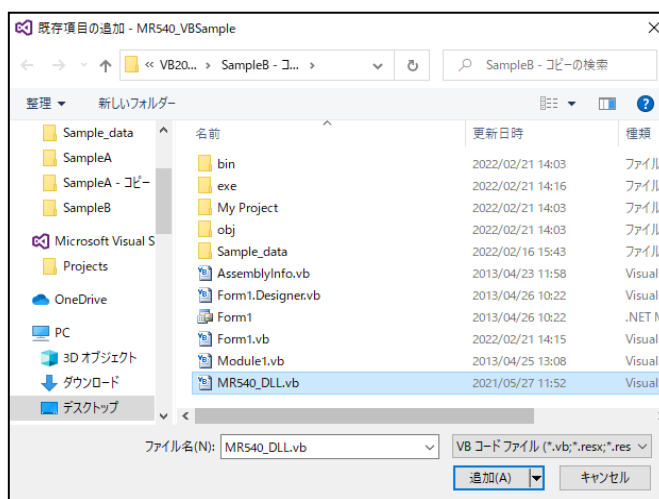 既存項目の追加 - MR540_VBSample
« VB20... › SampleB - コ... ›
SampleB - コピーの検索
整理 新しいフォルダー
Sample_data
SampleA
SampleA - コピー
SampleB
Microsoft Visual S
Projects
OneDrive
PC
3D オブジェクト
ダウンロード
デスクトップ
名前 更新日時 種類
bin 2022/02/21 14:03 ファイル
exe 2022/02/21 14:16 ファイル
My Project 2022/02/21 14:03 ファイル
obj 2022/02/21 14:03 ファイル
Sample_data 2022/02/16 15:43 ファイル
AssemblyInfo.vb 2013/04/23 11:58 Visual
Form1.Designer.vb 2013/04/26 10:22 Visual
Form1 2013/04/26 10:22 .NET M
Form1.vb 2022/02/21 14:15 Visual
Module1.vb 2013/04/25 13:08 Visual
MR540_DLL.vb 2021/05/27 11:52 Visual
ファイル名(N): MR540_DLL.vb VB コード ファイル (*.vb;*.resx;*.res
追加(A) キャンセル